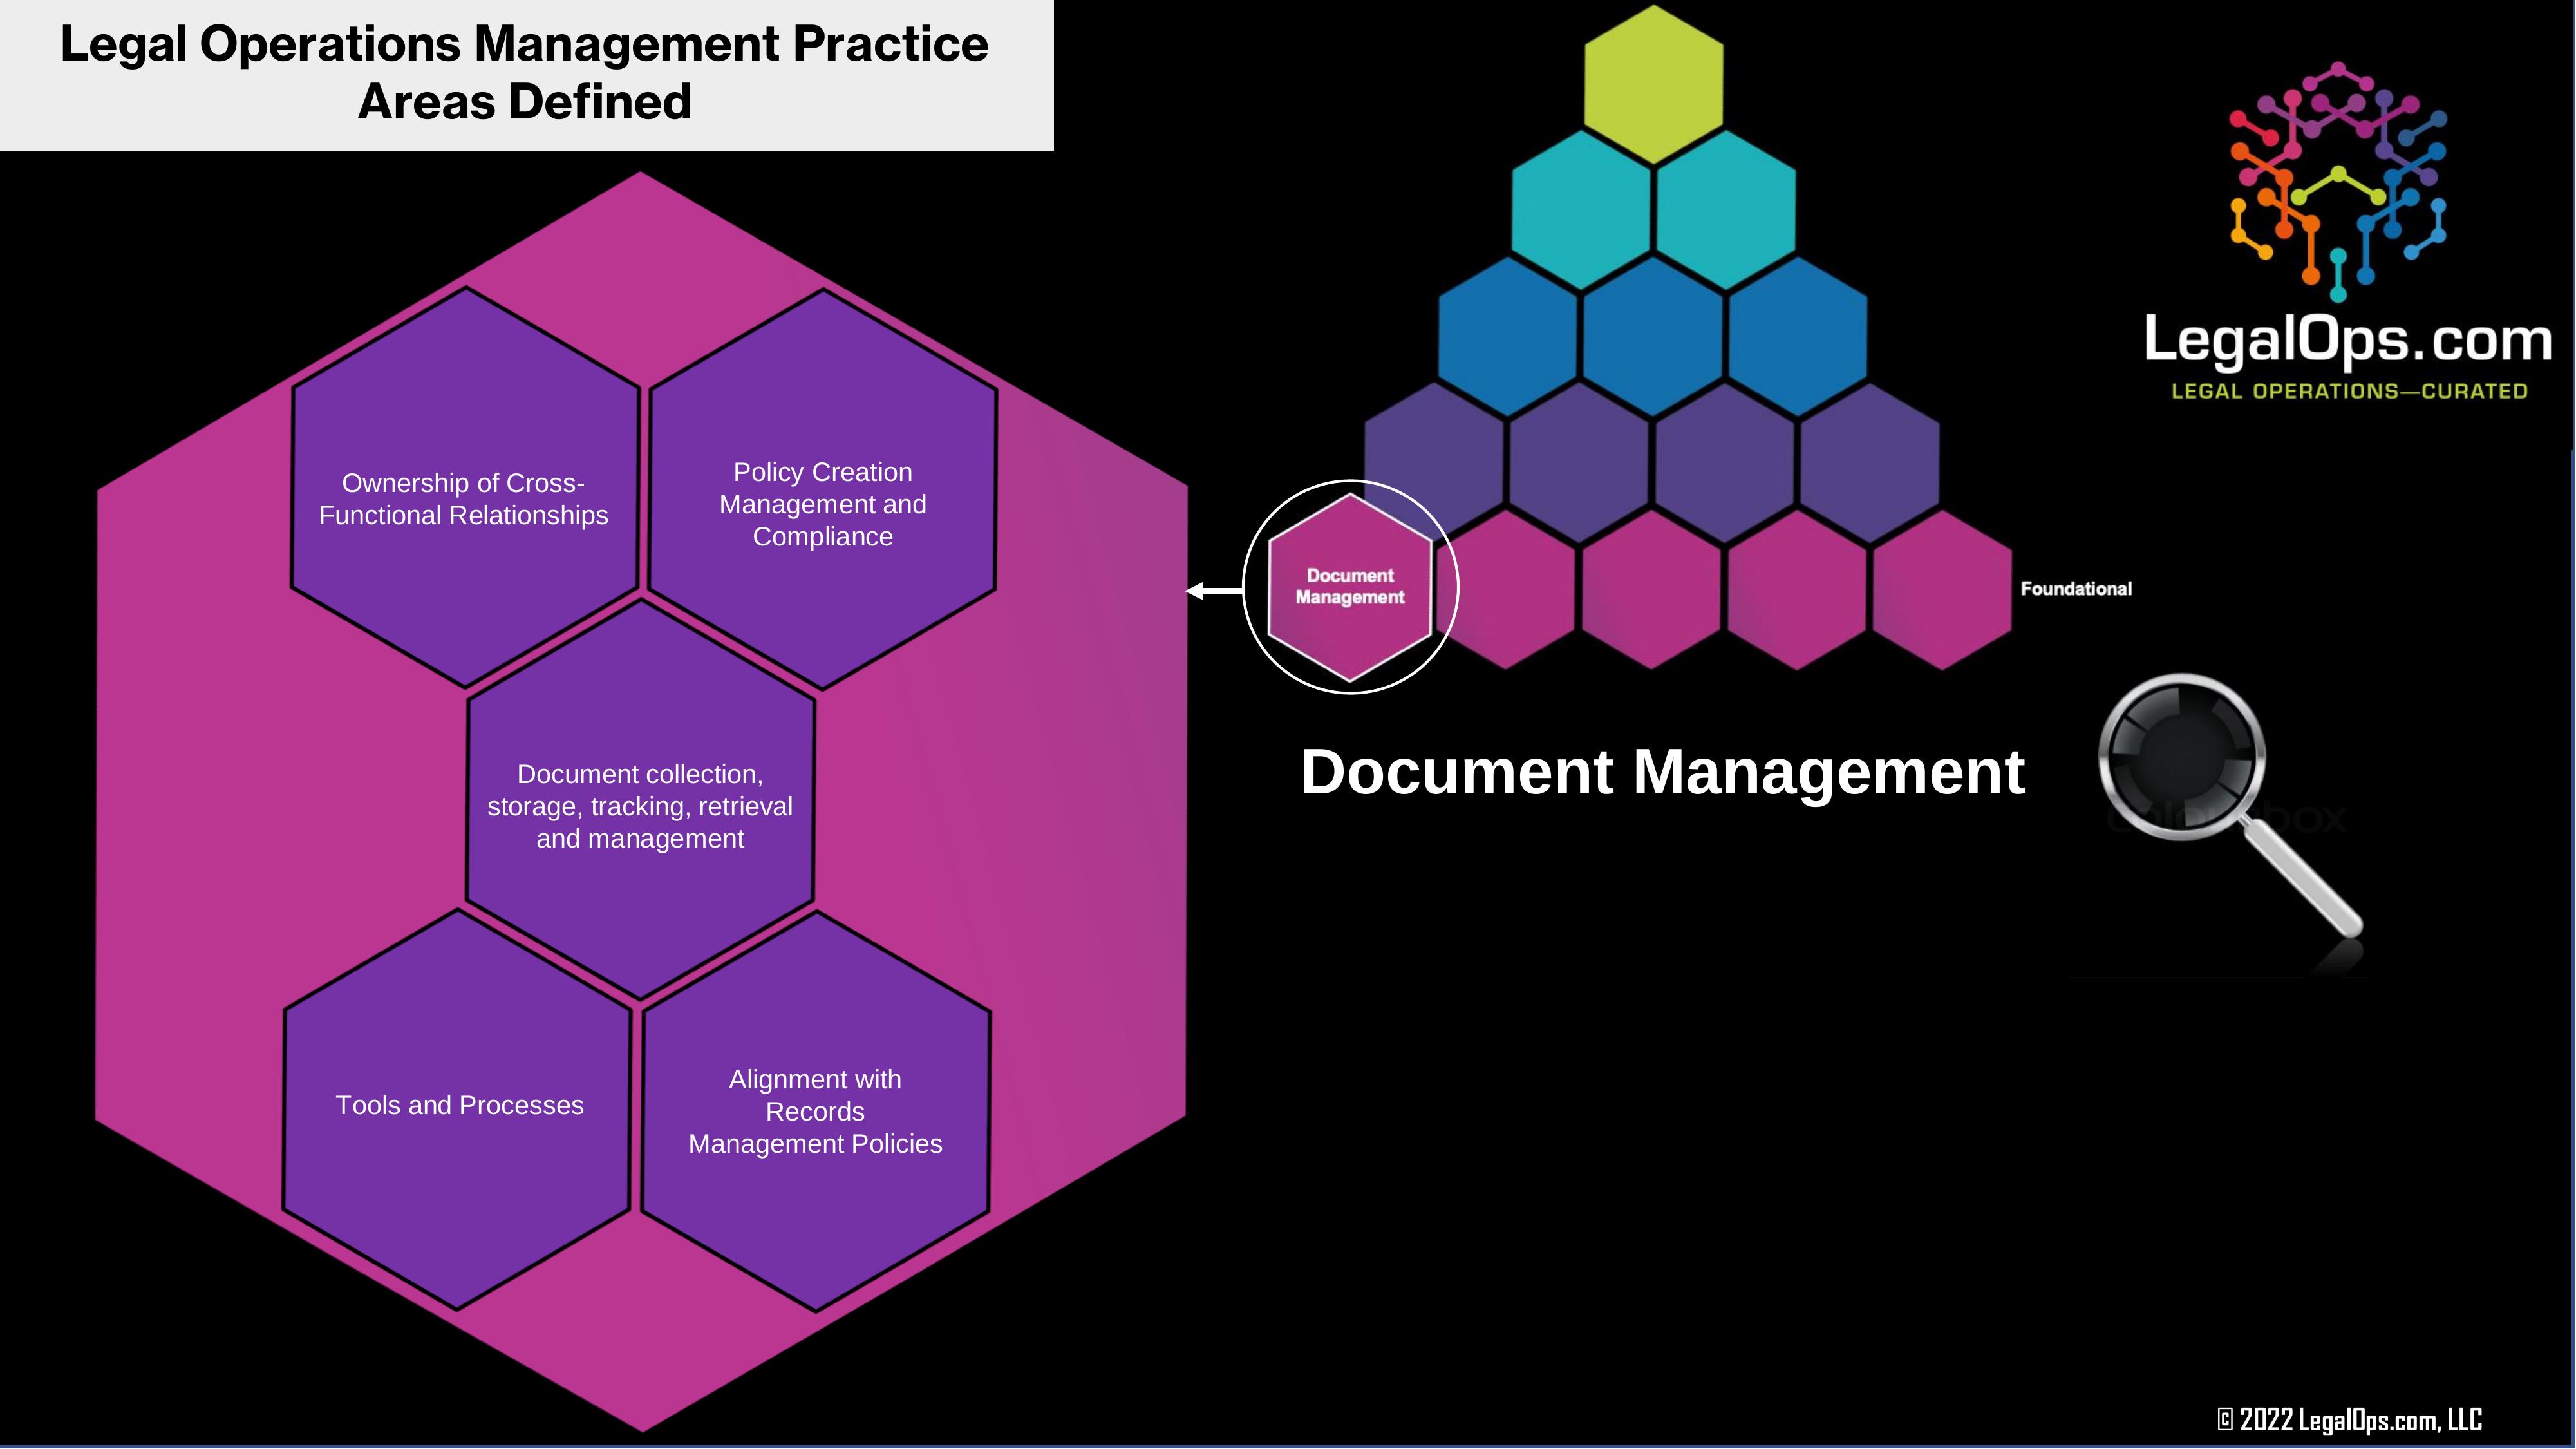 Legal Operations Management Practice
Areas Defined
LegalOps.com
LEGAL OPERATIONS—CURATED
Ownership of Cross-
Functional Relationships
Policy Creation
Management and
Compliance
Document
Management
Foundational
Document collection,
storage, tracking, retrieval
and management
Document Management
Tools and Processes
Alignment with
Records
Management Policies
© 2022 LegalOps.com, LLC